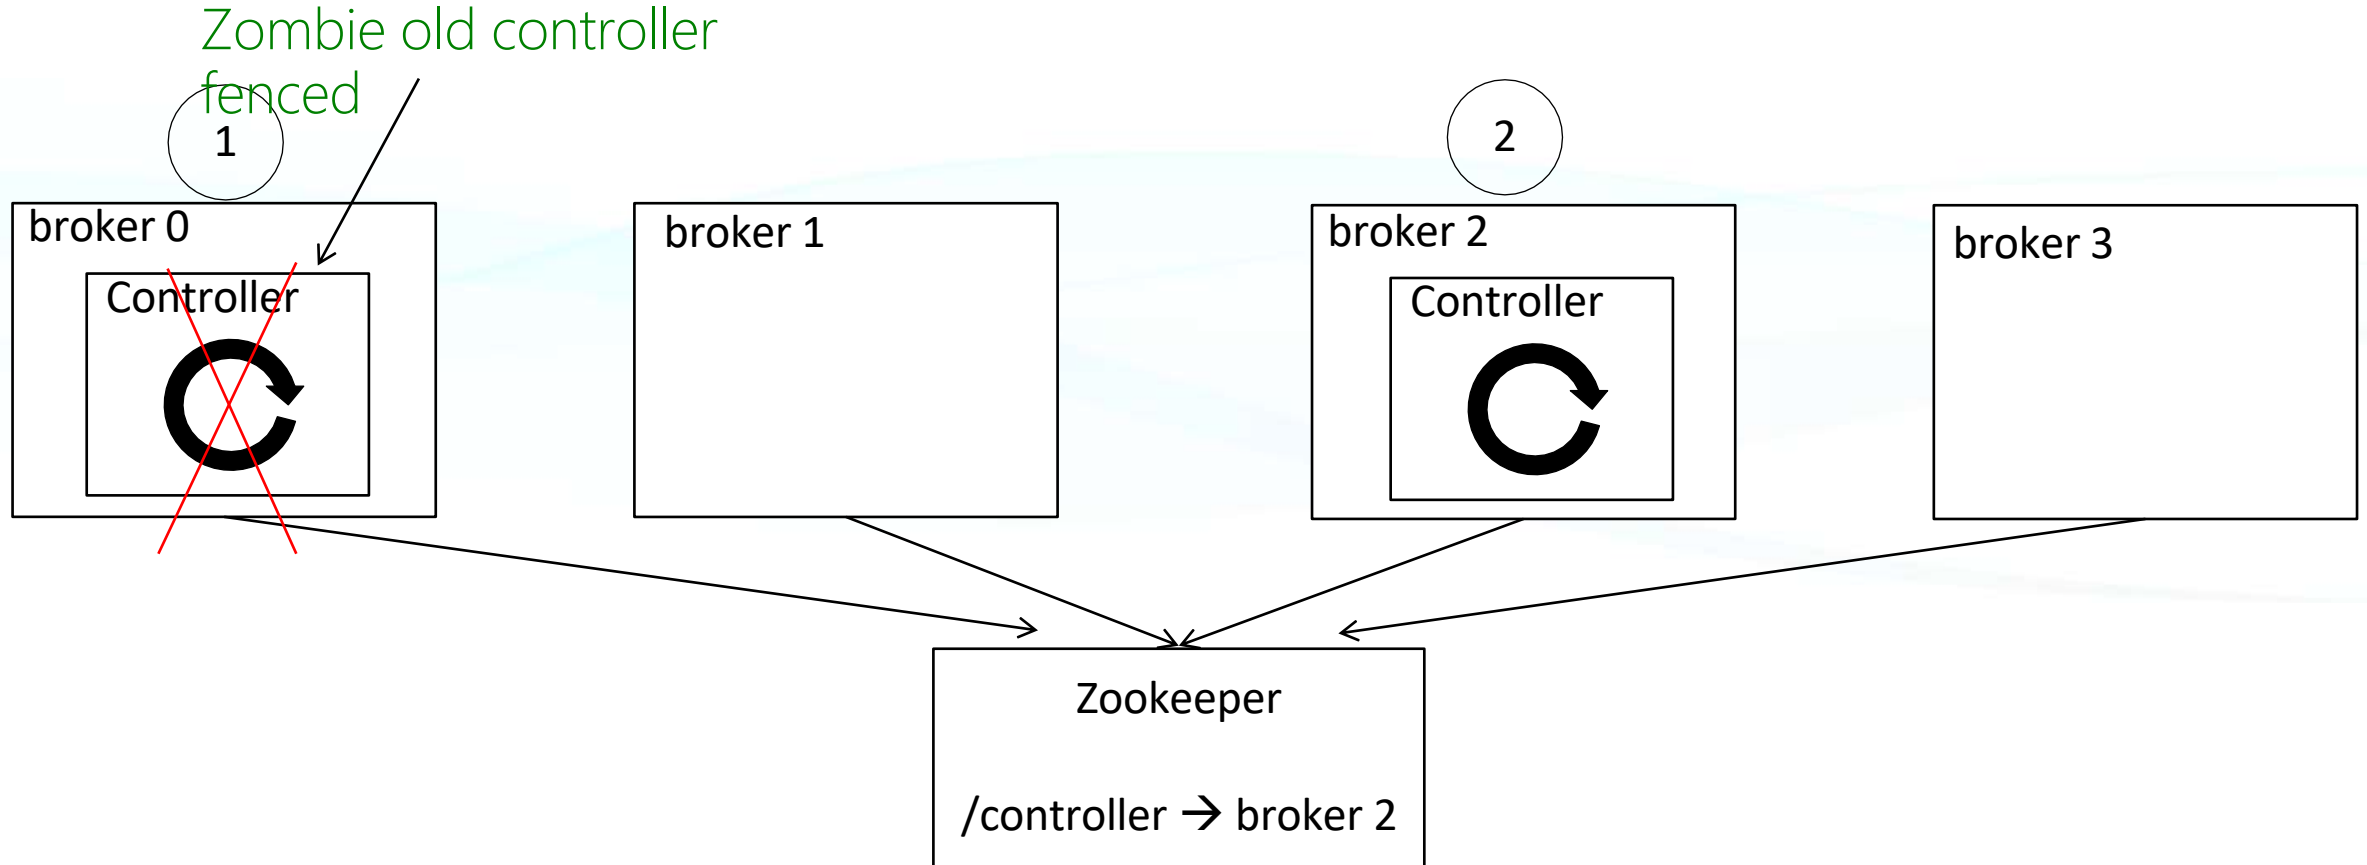 Zombie old controller
fenced
1
2
broker 0
broker 1
broker 2
broker 3
Controller
Controller
Zookeeper
/controller → broker 2